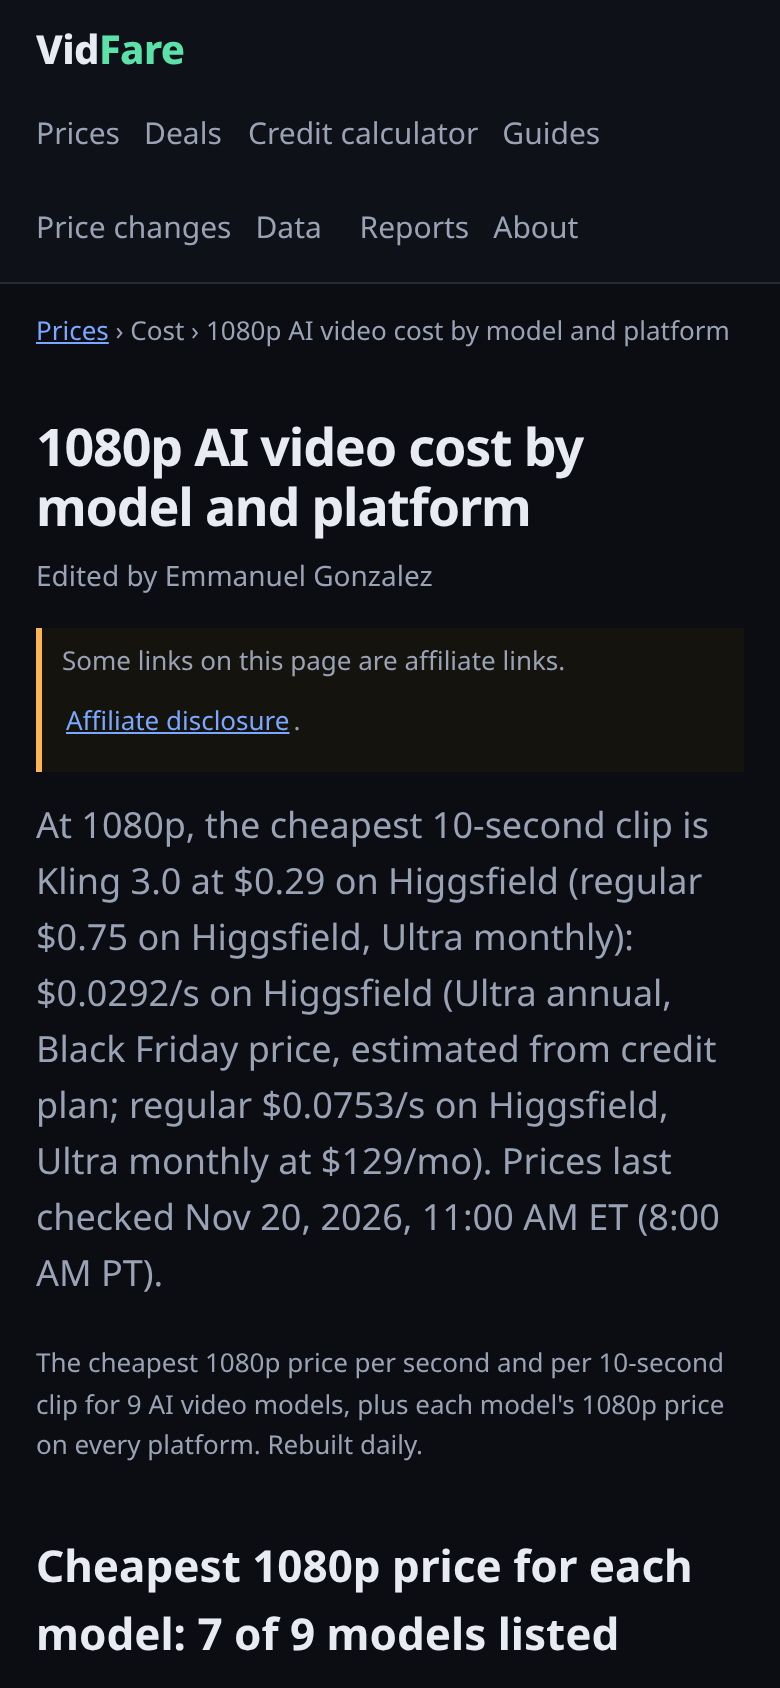 VidFare
Prices Deals Credit calculator Guides
Price changes Data Reports About
Prices › Cost › 1080p AI video cost by model and platform
1080p AI video cost by
model and platform
Edited by Emmanuel Gonzalez
Some links on this page are affiliate links.
Affiliate disclosure.
At 1080p, the cheapest 10-second clip is
Kling 3.0 at $0.29 on Higgsfield (regular
$0.75 on Higgsfield, Ultra monthly):
$0.0292/s on Higgsfield (Ultra annual,
Black Friday price, estimated from credit
plan; regular $0.0753/s on Higgsfield,
Ultra monthly at $129/mo). Prices last
checked Nov 20, 2026, 11:00 AM ET (8:00
AM PT).
The cheapest 1080p price per second and per 10-second
clip for 9 AI video models, plus each model's 1080p price
on every platform. Rebuilt daily.
Cheapest 1080p price for each
model: 7 of 9 models listed